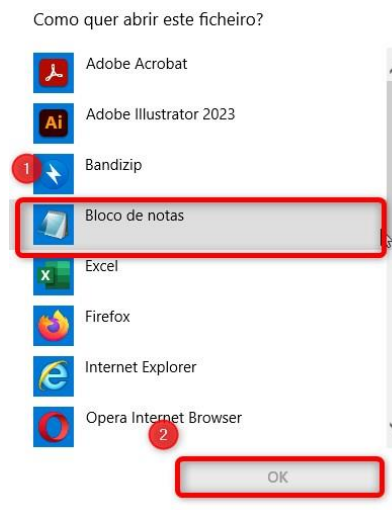 Como quer abrir este ficheiro?
Adobe Acrobat
Ai
Adobe Illustrator 2023
1
Bandizip
Bloco de notas
X
Excel
Firefox
Internet Explorer
Opera Internet Browser
2
OK